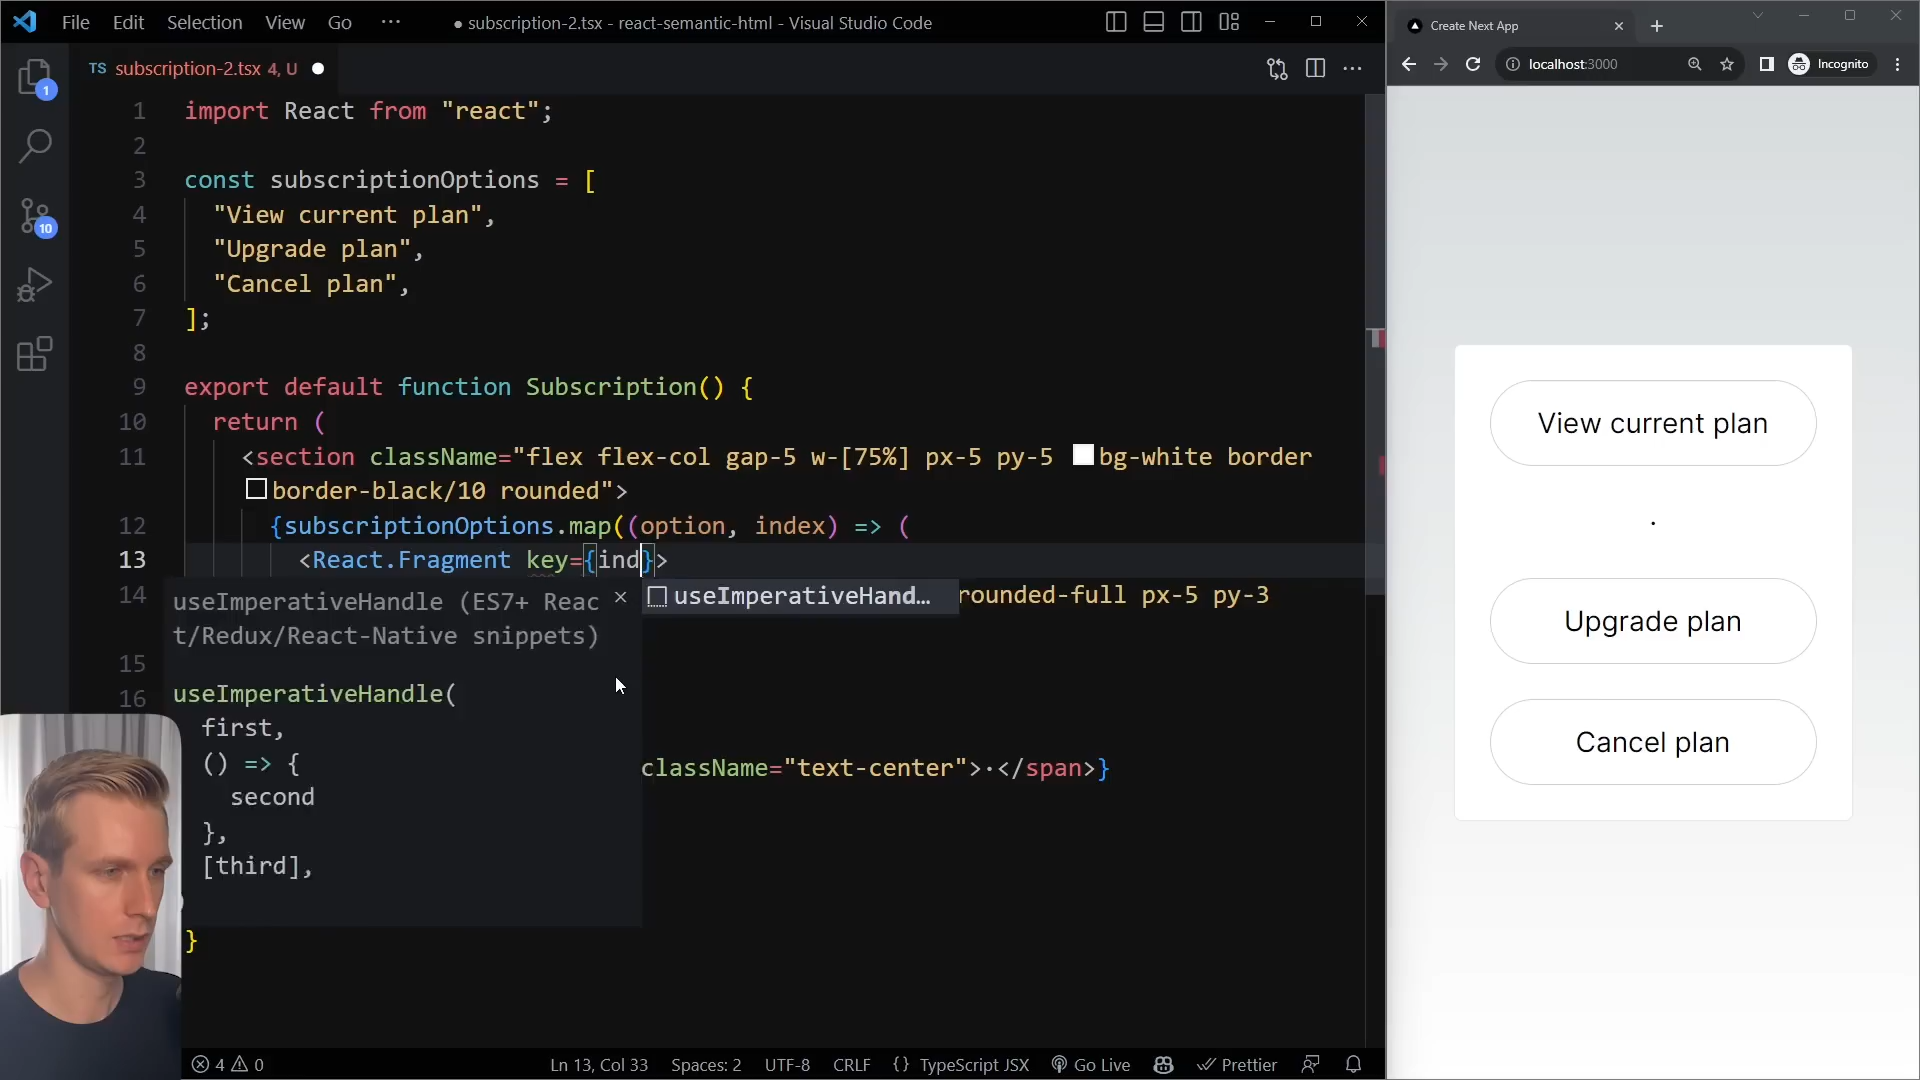 File Edit Selection View Go ···
● subscription-2.tsx - react-semantic-html - Visual Studio Code
TS subscription-2.tsx 4, U ●
1
10
1 import React from "react";
2
3 const subscriptionOptions = [
4 "View current plan",
5 "Upgrade plan",
6 "Cancel plan",
7 ];
8
9 export default function Subscription() {
10 return (
11 <section className="flex flex-col gap-5 w-[75%] px-5 py-5 bg-white border
border-black/10 rounded">
12 {subscriptionOptions.map((option, index) => (
13 <React.Fragment key={ind}>
14 rounded-full px-5 py-3
15
16
className="text-center">·</span>}
}
useImperativeHandle (ES7+ Reac
t/Redux/React-Native snippets)
useImperativeHandle(
first,
() => {
second
},
[third],
useImperativeHand…
4 0
Ln 13, Col 33 Spaces: 2 UTF-8 CRLF {} TypeScript JSX Go Live Prettier
Create Next App
localhost:3000
Incognito
View current plan
·
Upgrade plan
Cancel plan